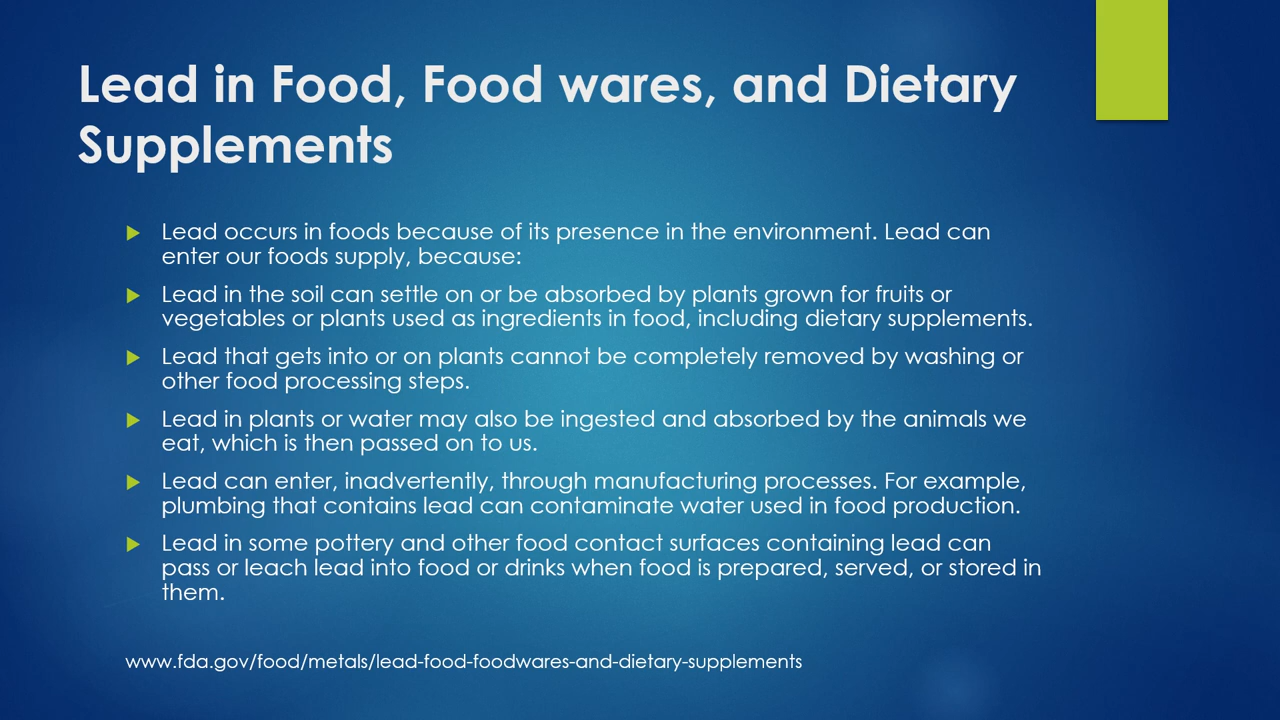 Lead in Food, Food wares, and Dietary
Supplements
Lead occurs in foods because of its presence in the environment. Lead can
enter our foods supply, because:
Lead in the soil can settle on or be absorbed by plants grown for fruits or
vegetables or plants used as ingredients in food, including dietary supplements.
Lead that gets into or on plants cannot be completely removed by washing or
other food processing steps.
Lead in plants or water may also be ingested and absorbed by the animals we
eat, which is then passed on to us.
Lead can enter, inadvertently, through manufacturing processes. For example,
plumbing that contains lead can contaminate water used in food production.
Lead in some pottery and other food contact surfaces containing lead can
pass or leach lead into food or drinks when food is prepared, served, or stored in
them.
www.fda.gov/food/metals/lead-food-foodwares-and-dietary-supplements